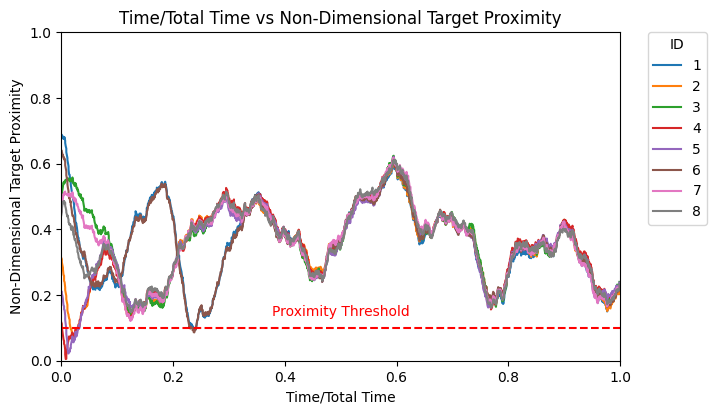 Time/Total Time vs Non-Dimensional Target Proximity
Non-Dimensional Target Proximity
1.0
0.8
0.6
0.4
0.2
0.0
Proximity Threshold
0.0 0.2 0.4 0.6 0.8 1.0
Time/Total Time
ID
1
2
3
4
5
6
7
8